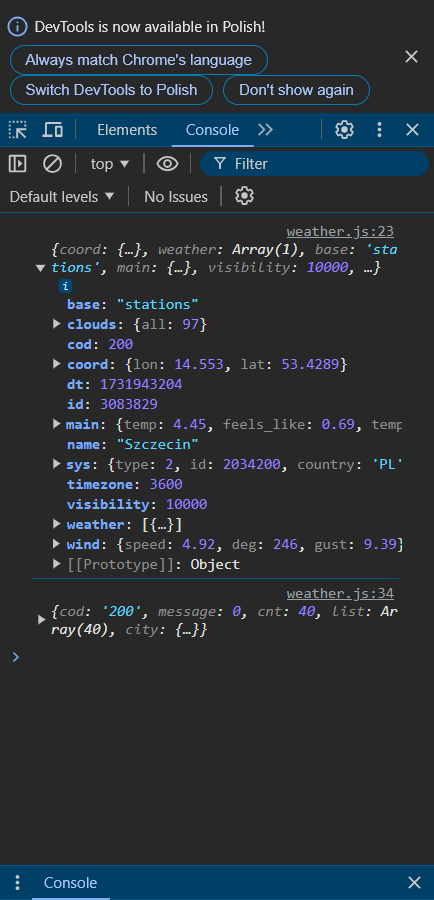 DevTools is now available in Polish!
Always match Chrome's language
Switch DevTools to Polish Don't show again
Elements Console
top Filter
Default levels No Issues
weather.js:23
{coord: {…}, weather: Array(1), base: 'sta
tions', main: {…}, visibility: 10000, …}
i
base: "stations"
clouds: {all: 97}
cod: 200
coord: {lon: 14.553, lat: 53.4289}
dt: 1731943204
id: 3083829
main: {temp: 4.45, feels_like: 0.69, temp
name: "Szczecin"
sys: {type: 2, id: 2034200, country: 'PL'
timezone: 3600
visibility: 10000
weather: [{…}]
wind: {speed: 4.92, deg: 246, gust: 9.39}
[[Prototype]]: Object
weather.js:34
{cod: '200', message: 0, cnt: 40, list: Ar
ray(40), city: {…}}
Console